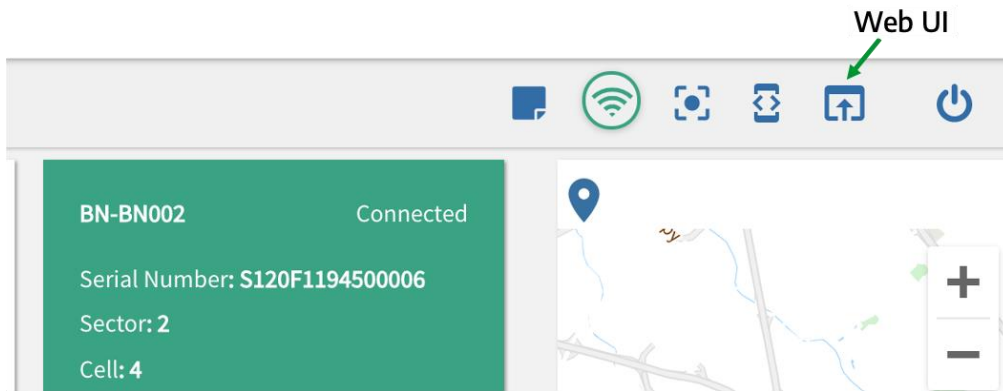 Web UI
BN-BN002 Connected
Serial Number: S120F1194500006
Sector: 2
Cell: 4